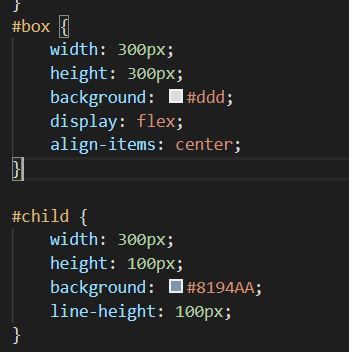 }
#box {
width: 300px;
height: 300px;
background: #ddd;
display: flex;
align-items: center;
}
#child {
width: 300px;
height: 100px;
background: #8194AA;
line-height: 100px;
}